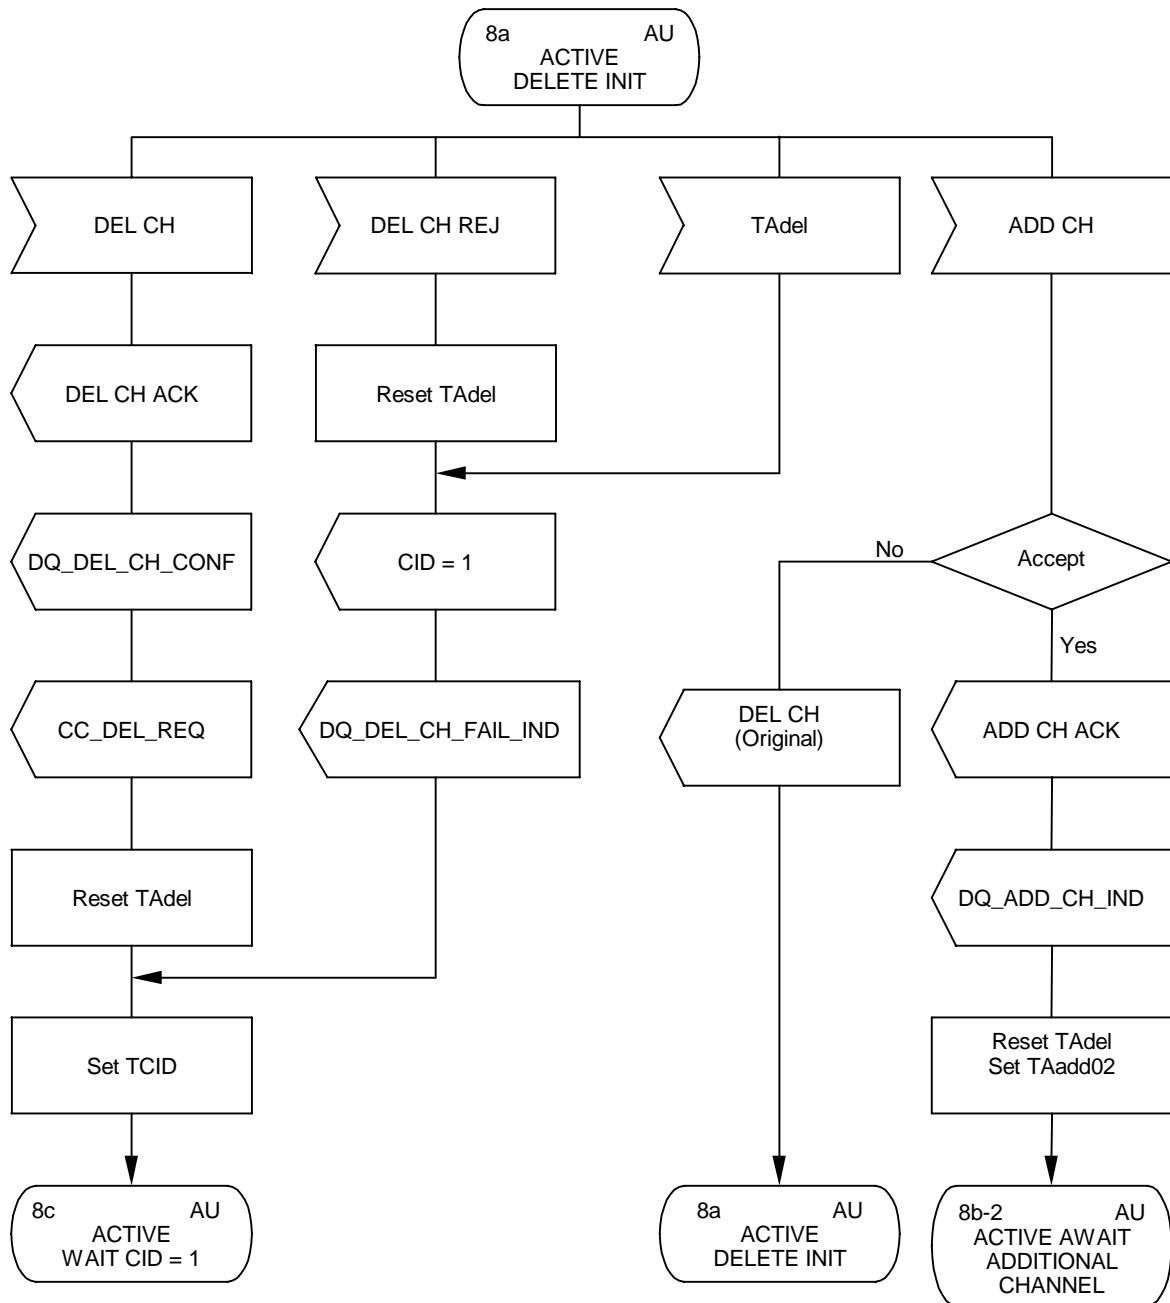 8a AU
ACTIVE
DELETE INIT
DEL CH
DEL CH REJ
TAdel
ADD CH
DEL CH ACK
Reset TAdel
DQ_DEL_CH_CONF
CID = 1
No
Accept
Yes
CC_DEL_REQ
DQ_DEL_CH_FAIL_IND
DEL CH
(Original)
ADD CH ACK
Reset TAdel
DQ_ADD_CH_IND
Set TCID
Reset TAdel
Set TAadd02
8c AU
ACTIVE
WAIT CID = 1
8a AU
ACTIVE
DELETE INIT
8b-2 AU
ACTIVE AWAIT
ADDITIONAL
CHANNEL